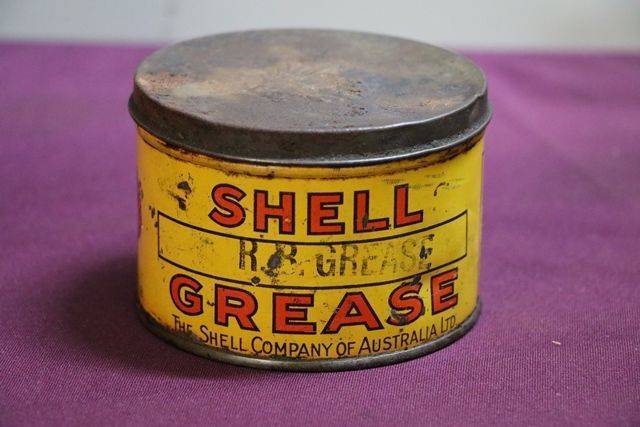 SHELL
R.B. GREASE
GREASE
THE SHELL COMPANY OF AUSTRALIA LTD